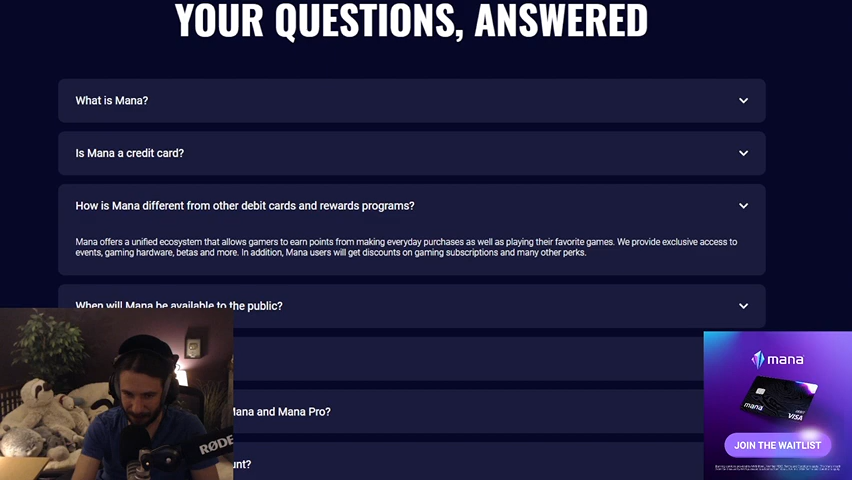 YOUR QUESTIONS, ANSWERED
What is Mana?
Is Mana a credit card?
How is Mana different from other debit cards and rewards programs?
Mana offers a unified ecosystem that allows gamers to earn points from making everyday purchases as well as playing their favorite games. We provide exclusive access to
events, gaming hardware, betas and more. In addition, Mana users will get discounts on gaming subscriptions and many other perks.
When will Mana be available to the public?
Mana and Mana Pro?
unt?
RØDE
mana
mana
DEBIT
VISA
JOIN THE WAITLIST